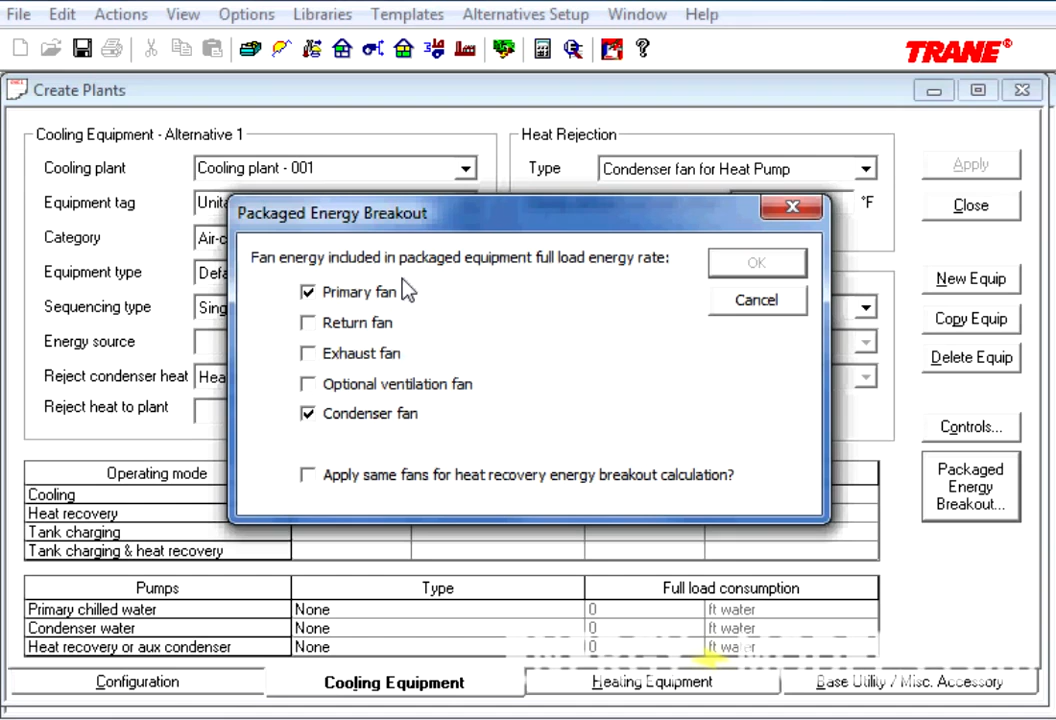 File Edit Actions View Options Libraries Templates Alternatives Setup Window Help
TRANE®
Create Plants
Cooling Equipment - Alternative 1
Heat Rejection
Cooling plant Cooling plant - 001
Type Condenser fan for Heat Pump
Apply
Equipment tag Unita
°F
Close
Category Air-c
Equipment type Defa
Sequencing type Sing
Energy source
Reject condenser heat Hea
Reject heat to plant
New Equip
Copy Equip
Delete Equip
Controls...
Packaged
Energy
Breakout...
Packaged Energy Breakout
Fan energy included in packaged equipment full load energy rate:
OK
Cancel
Primary fan
Return fan
Exhaust fan
Optional ventilation fan
Condenser fan
Apply same fans for heat recovery energy breakout calculation?
Operating mode
Cooling
Heat recovery
Tank charging
Tank charging & heat recovery
Pumps Type Full load consumption
Primary chilled water None 0 ft water
Condenser water None 0 ft water
Heat recovery or aux condenser None 0 ft water
Configuration Cooling Equipment Heating Equipment Base Utility / Misc. Accessory